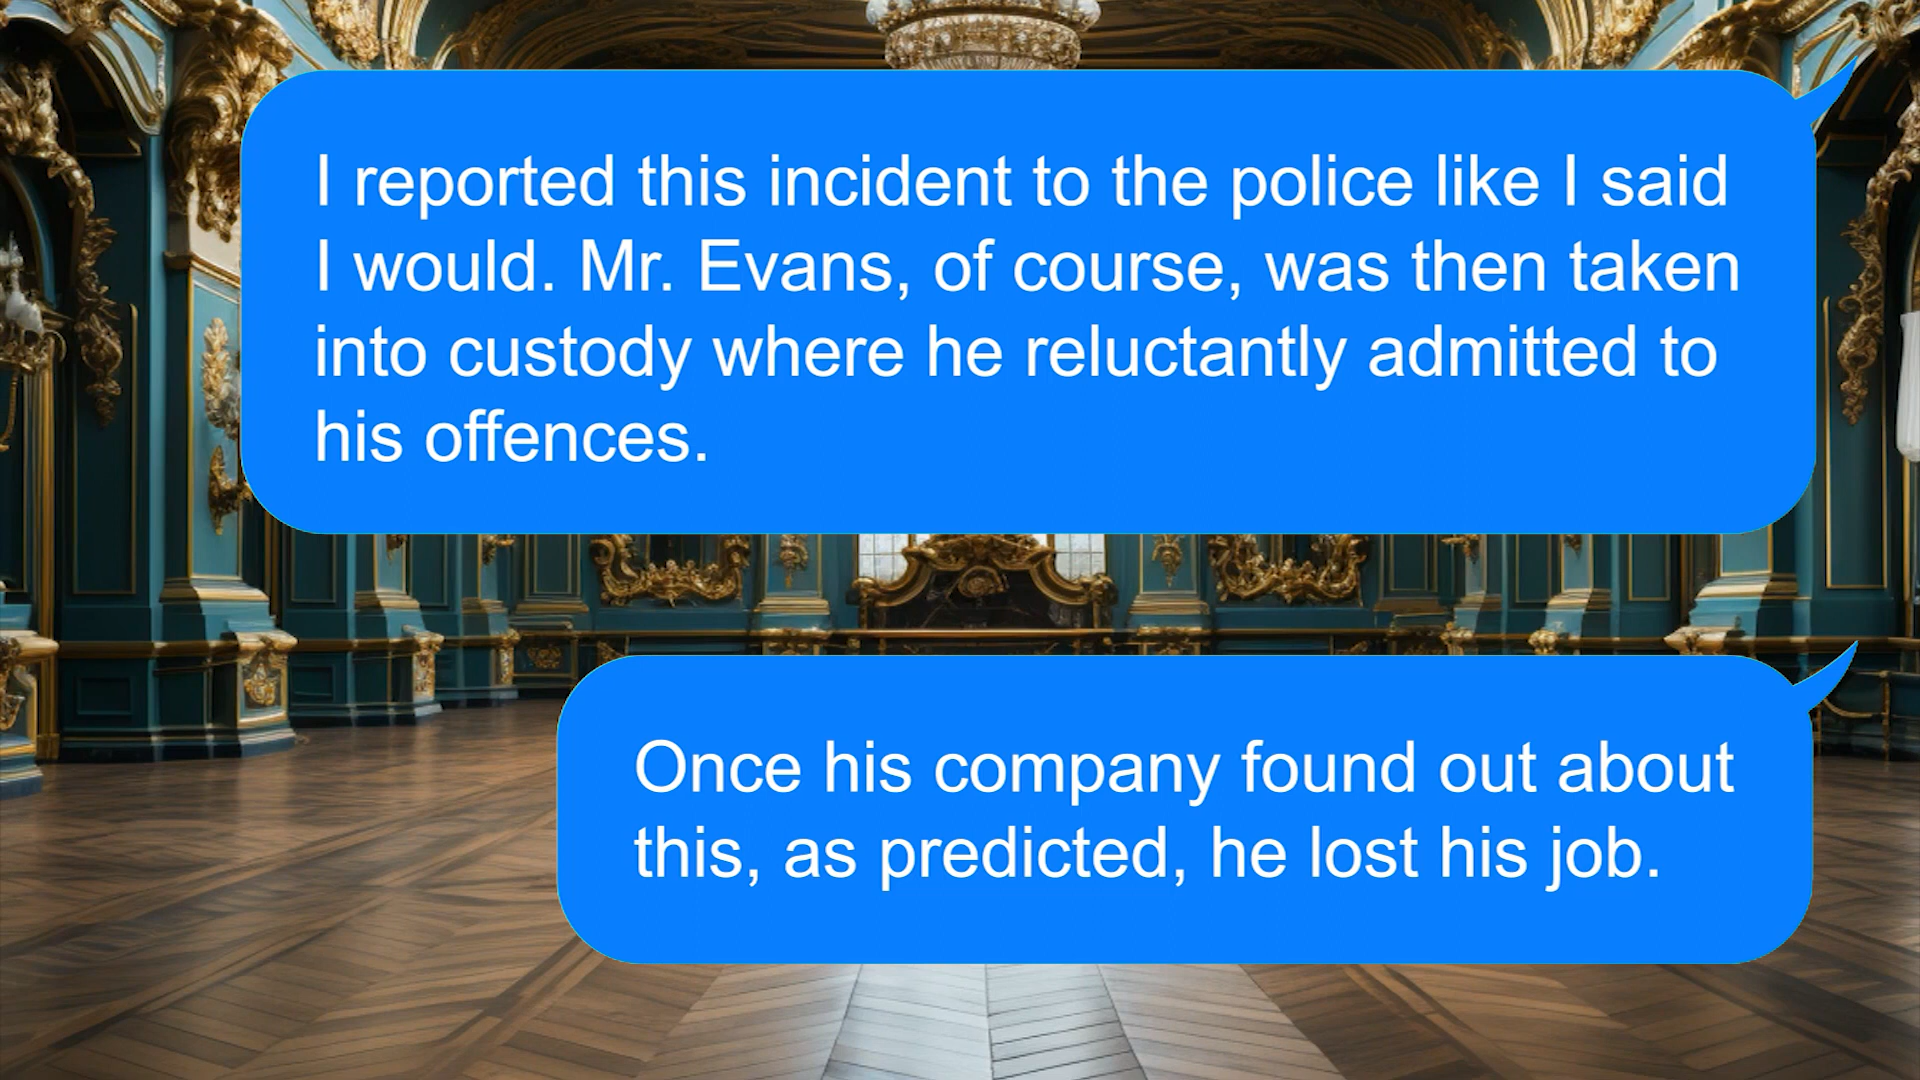 I reported this incident to the police like I said
I would. Mr. Evans, of course, was then taken
into custody where he reluctantly admitted to
his offences.
Once his company found out about
this, as predicted, he lost his job.